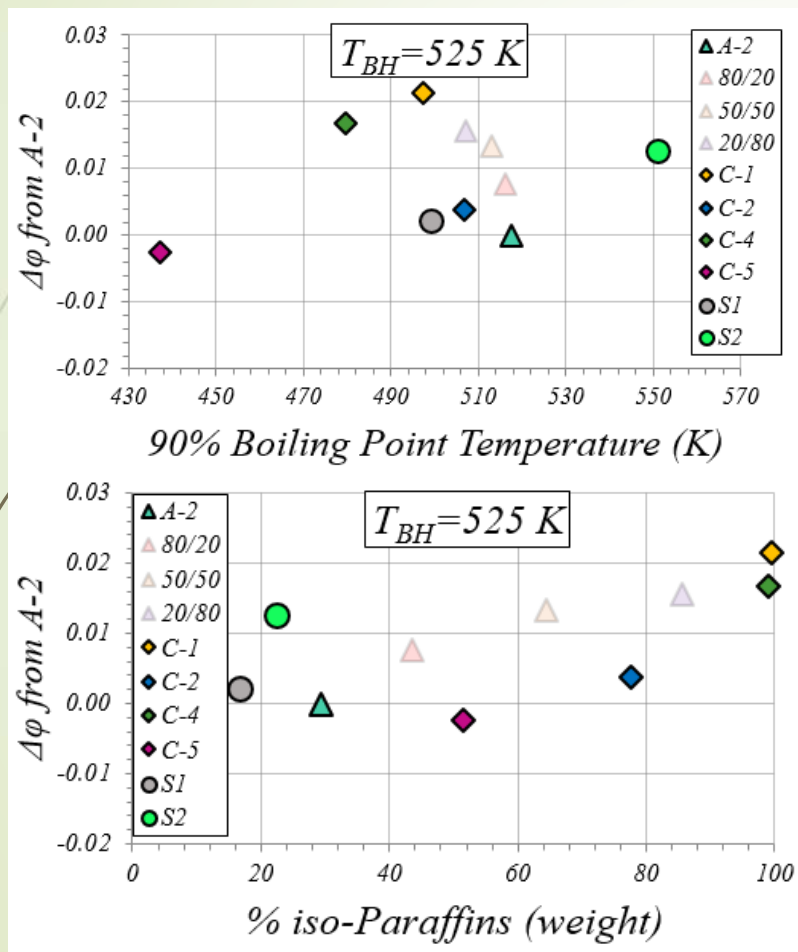 T_BH=525 K
Δφ from A-2
0.03
0.02
0.01
0.00
-0.01
-0.02
430 450 470 490 510 530 550 570
90% Boiling Point Temperature (K)
A-2
80/20
50/50
20/80
C-1
C-2
C-4
C-5
S1
S2
T_BH=525 K
Δφ from A-2
0.03
0.02
0.01
0.00
-0.01
-0.02
0 20 40 60 80 100
% iso-Paraffins (weight)
A-2
80/20
50/50
20/80
C-1
C-2
C-4
C-5
S1
S2